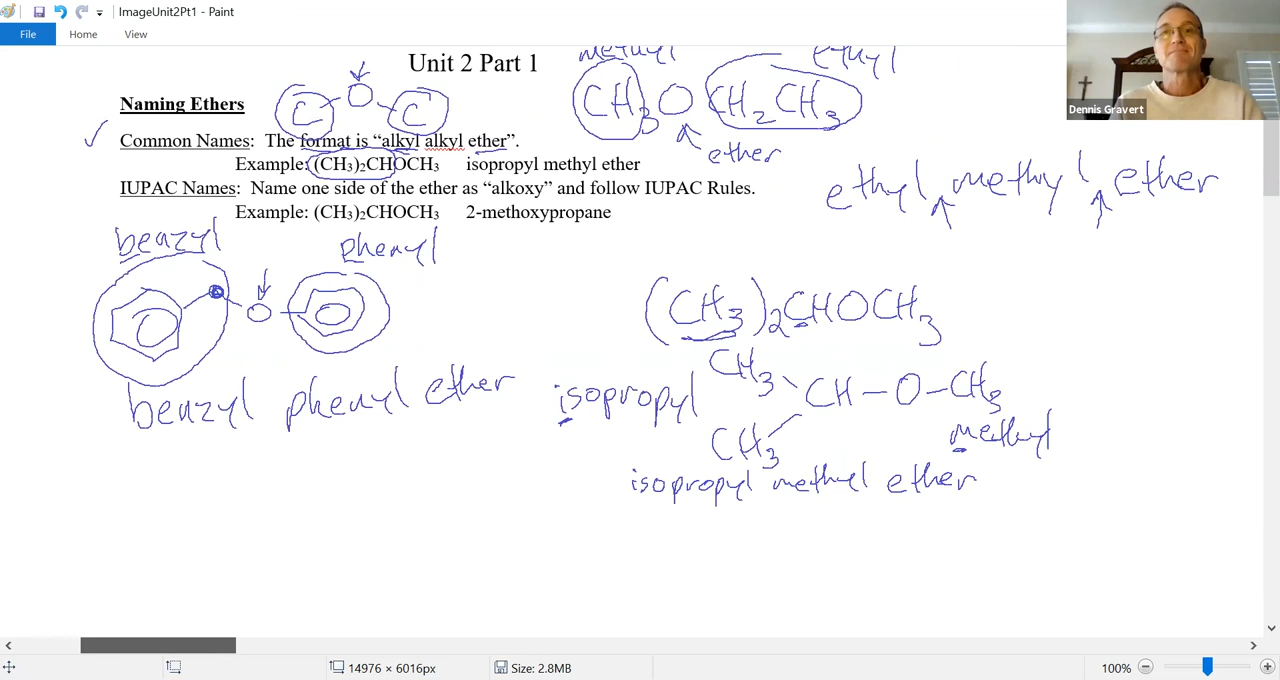 ImageUnit2Pt1 - Paint
File Home View
Dennis Gravert
Unit 2 Part 1
methyl ethyl
CH3OCH2CH3
ether
C O C
Naming Ethers
Common Names: The format is “alkyl alkyl ether”.
Example: (CH3)2CHOCH3 isopropyl methyl ether
IUPAC Names: Name one side of the ether as “alkoxy” and follow IUPAC Rules.
Example: (CH3)2CHOCH3 2-methoxypropane
ethyl methyl ether
benzyl phenyl
O
benzyl phenyl ether
(CH3)2CHOCH3
CH3
isopropyl CH - O - CH3
CH3 methyl
isopropyl methyl ether
14976 × 6016px Size: 2.8MB 100%